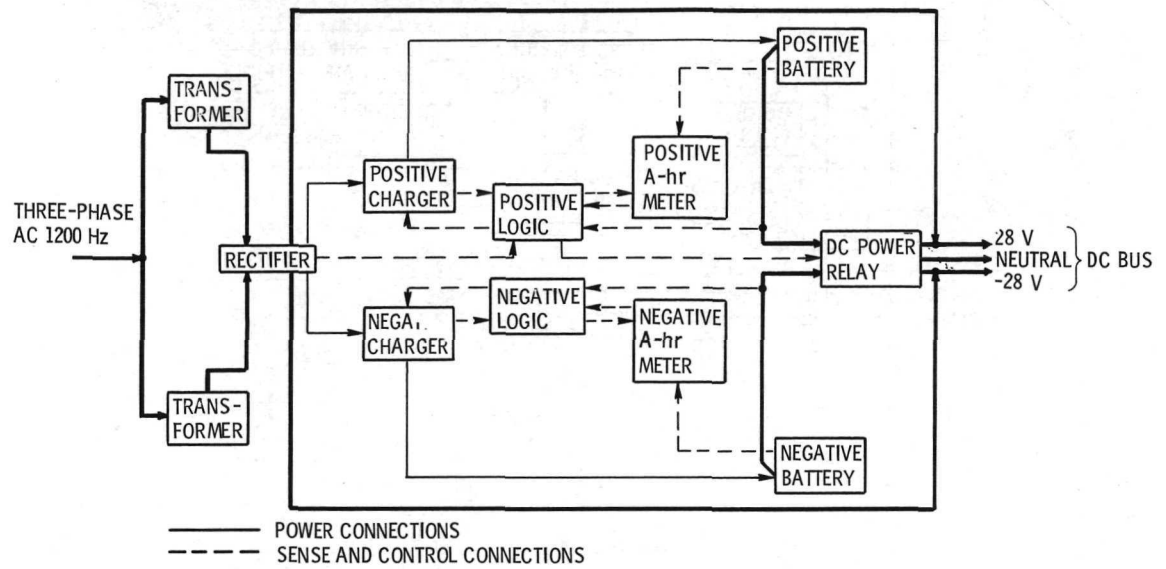 TRANS-
FORMER
THREE-PHASE
AC 1200 Hz
TRANS-
FORMER
RECTIFIER
POSITIVE
CHARGER
POSITIVE
LOGIC
POSITIVE
A-hr
METER
POSITIVE
BATTERY
NEGATIVE
LOGIC
CHARGER
NEGATIVE
A-hr
METER
NEGATIVE
BATTERY
DC POWER
RELAY
28 V
NEUTRAL
-28 V
DC BUS
POWER CONNECTIONS
SENSE AND CONTROL CONNECTIONS